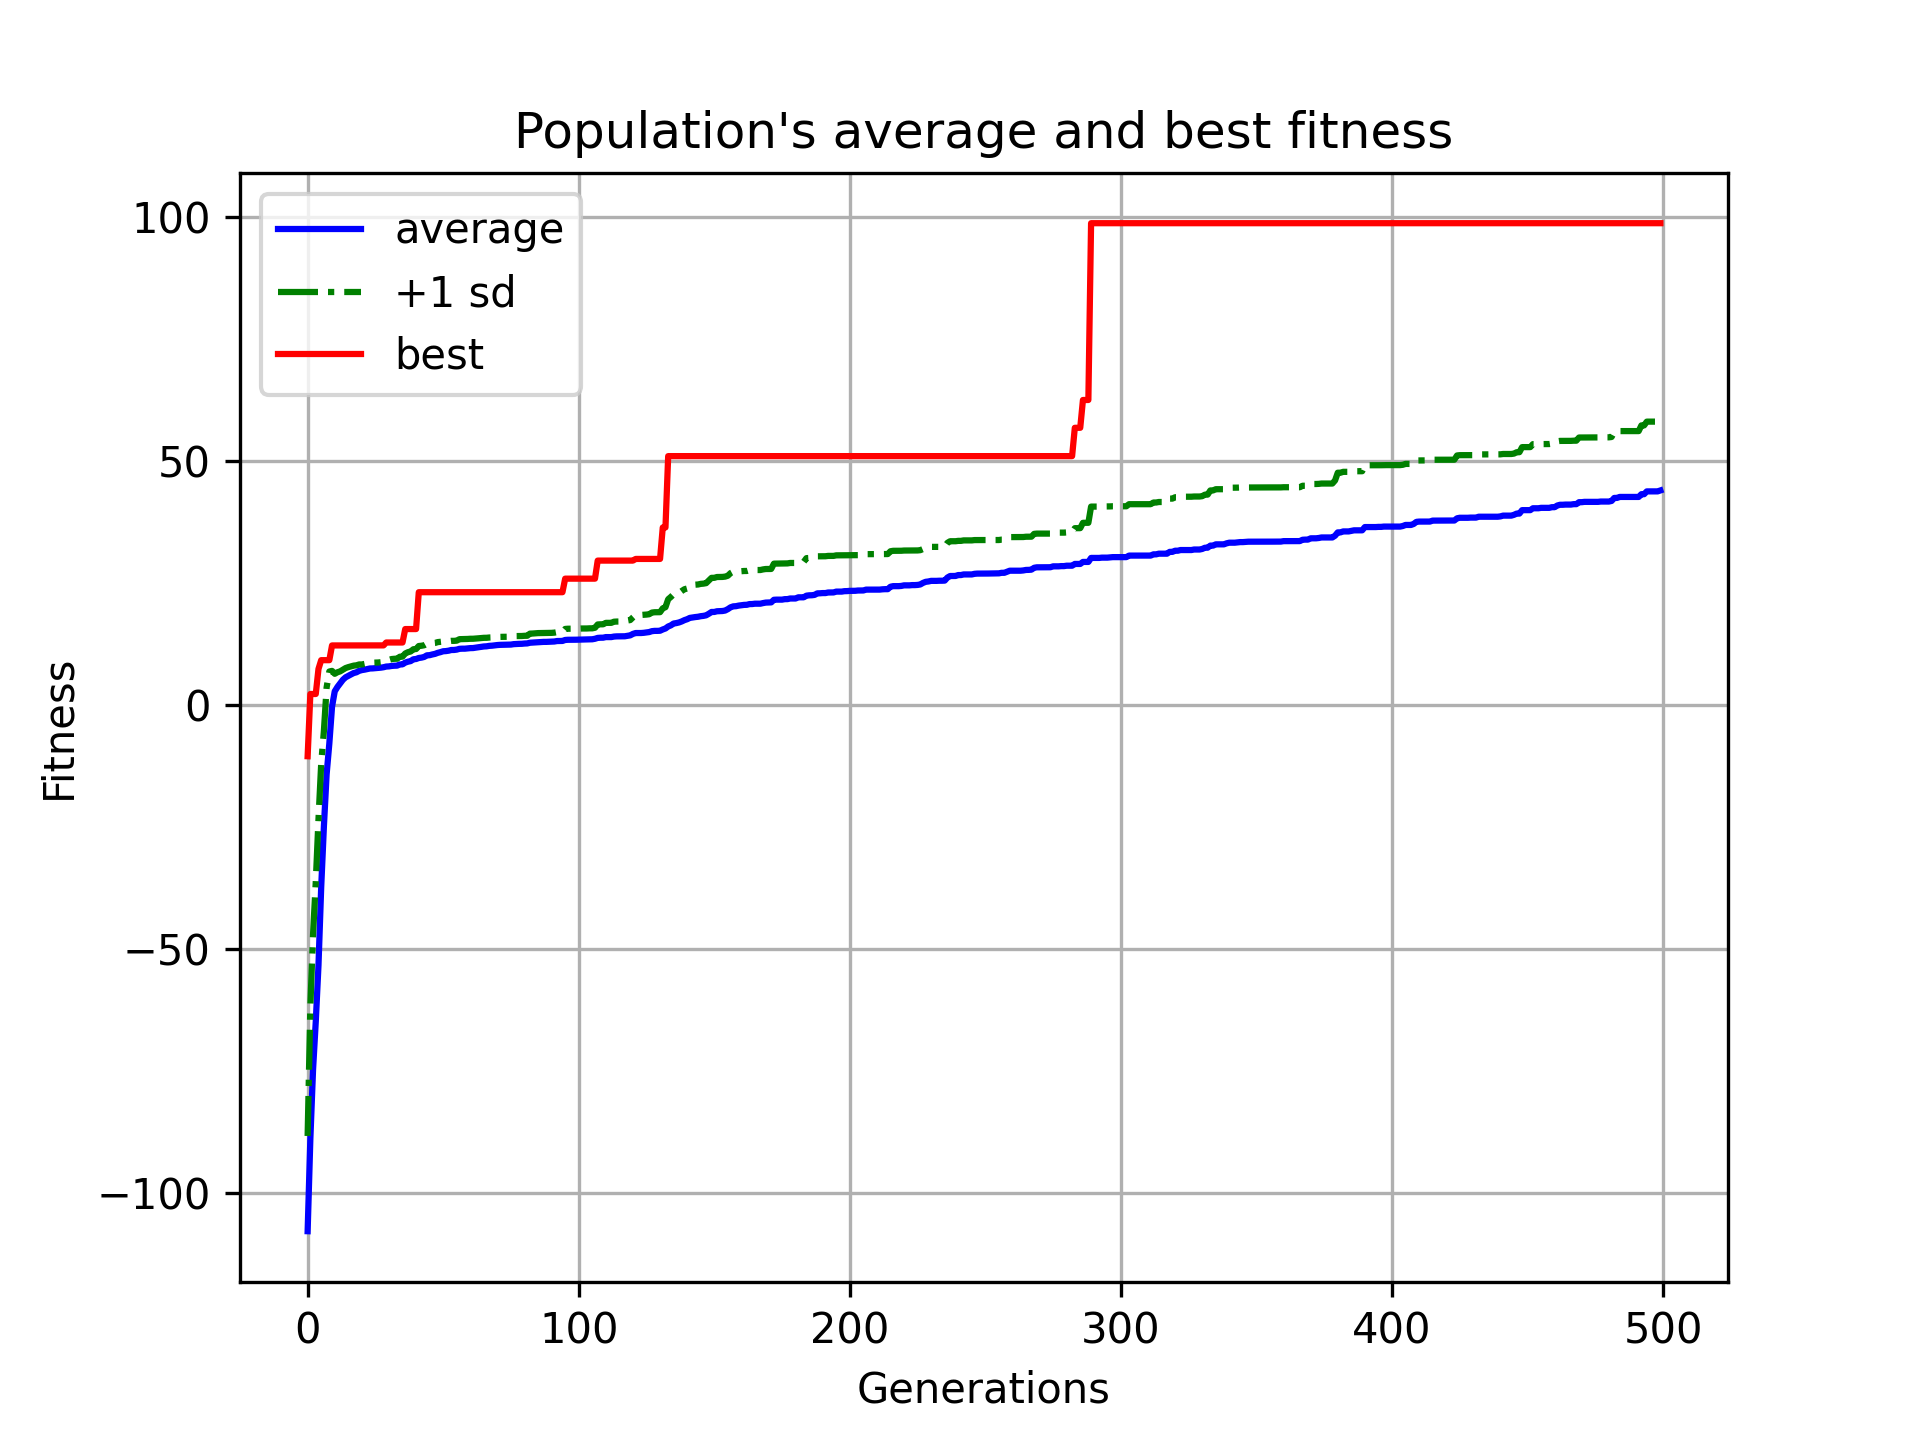 Population's average and best fitness
average
+1 sd
best
100
50
0
−50
−100
Fitness
0 100 200 300 400 500
Generations